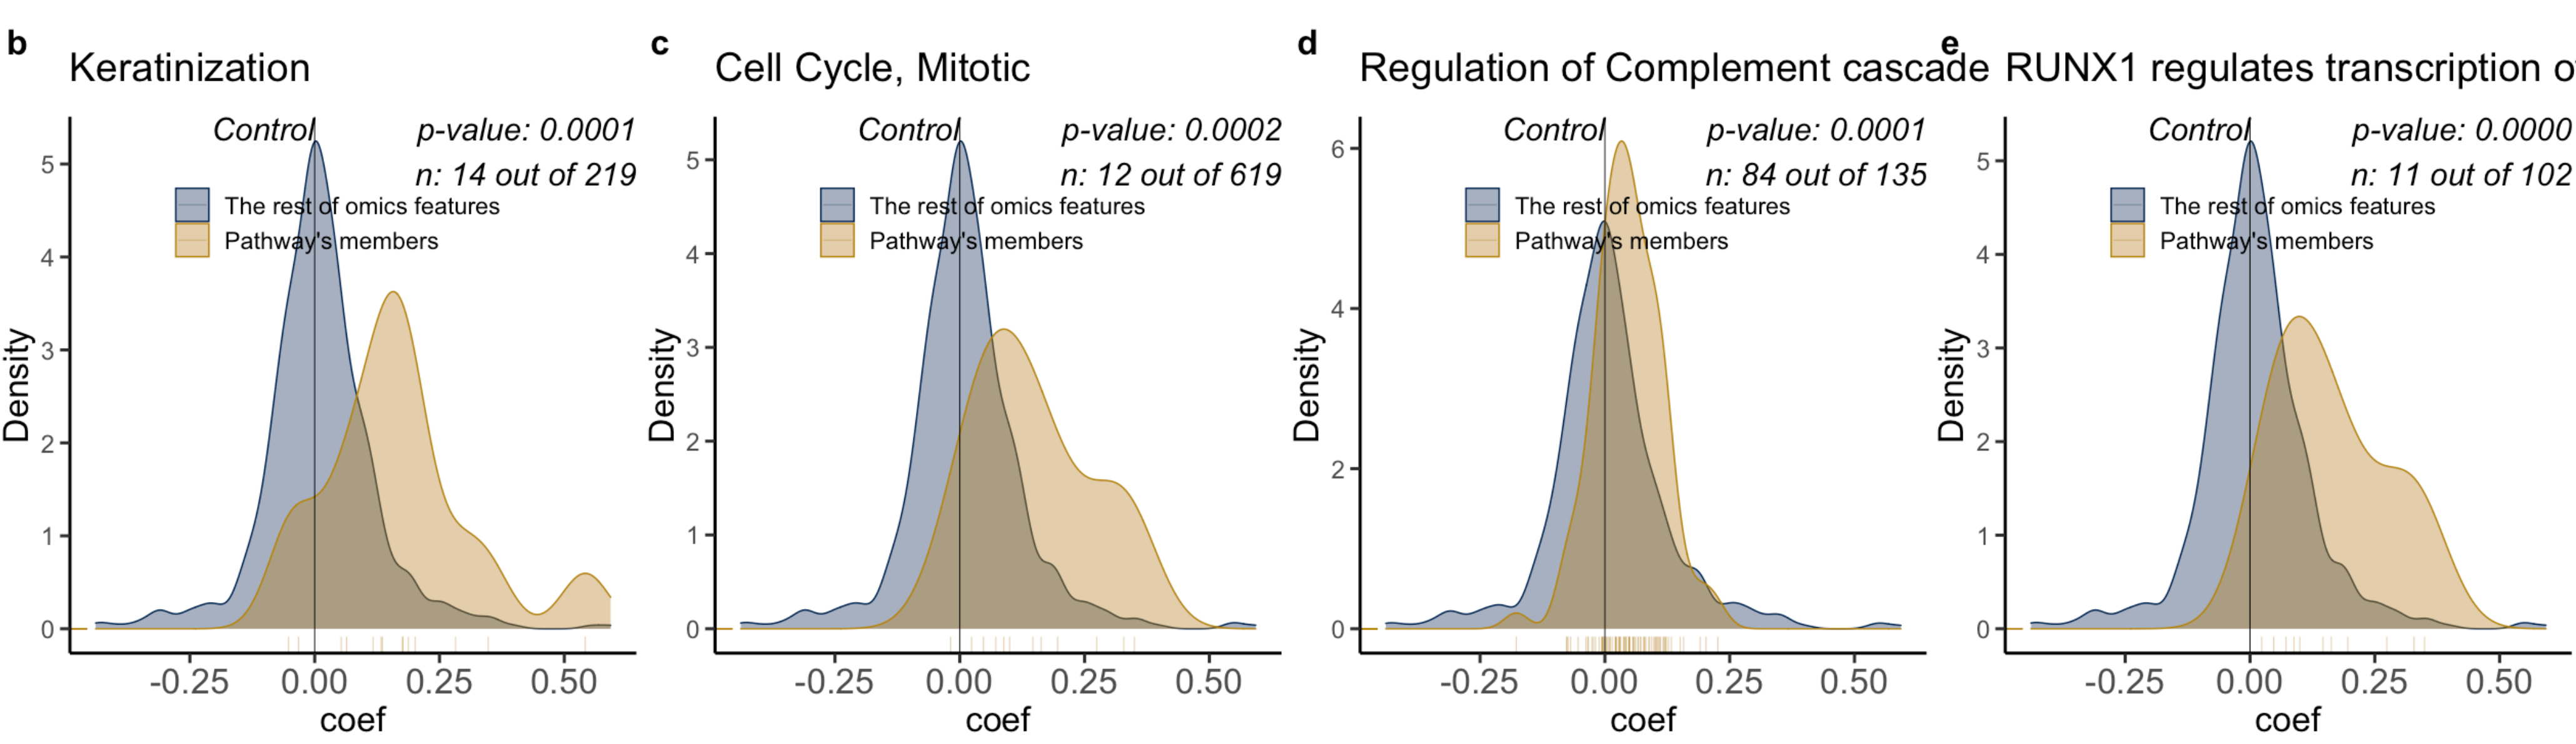 b
Keratinization
Control
p-value: 0.0001
n: 14 out of 219
The rest of omics features
Pathway's members
Density
5
4
3
2
1
0
-0.25 0.00 0.25 0.50
coef
c
Cell Cycle, Mitotic
Control
p-value: 0.0002
n: 12 out of 619
The rest of omics features
Pathway's members
Density
5
4
3
2
1
0
-0.25 0.00 0.25 0.50
coef
d
Regulation of Complement cascade
Control
p-value: 0.0001
n: 84 out of 135
The rest of omics features
Pathway's members
Density
6
4
2
0
-0.25 0.00 0.25 0.50
coef
e
RUNX1 regulates transcription
Control
p-value: 0.0000
n: 11 out of 102
The rest of omics features
Pathway's members
Density
5
4
3
2
1
0
-0.25 0.00 0.25 0.50
coef